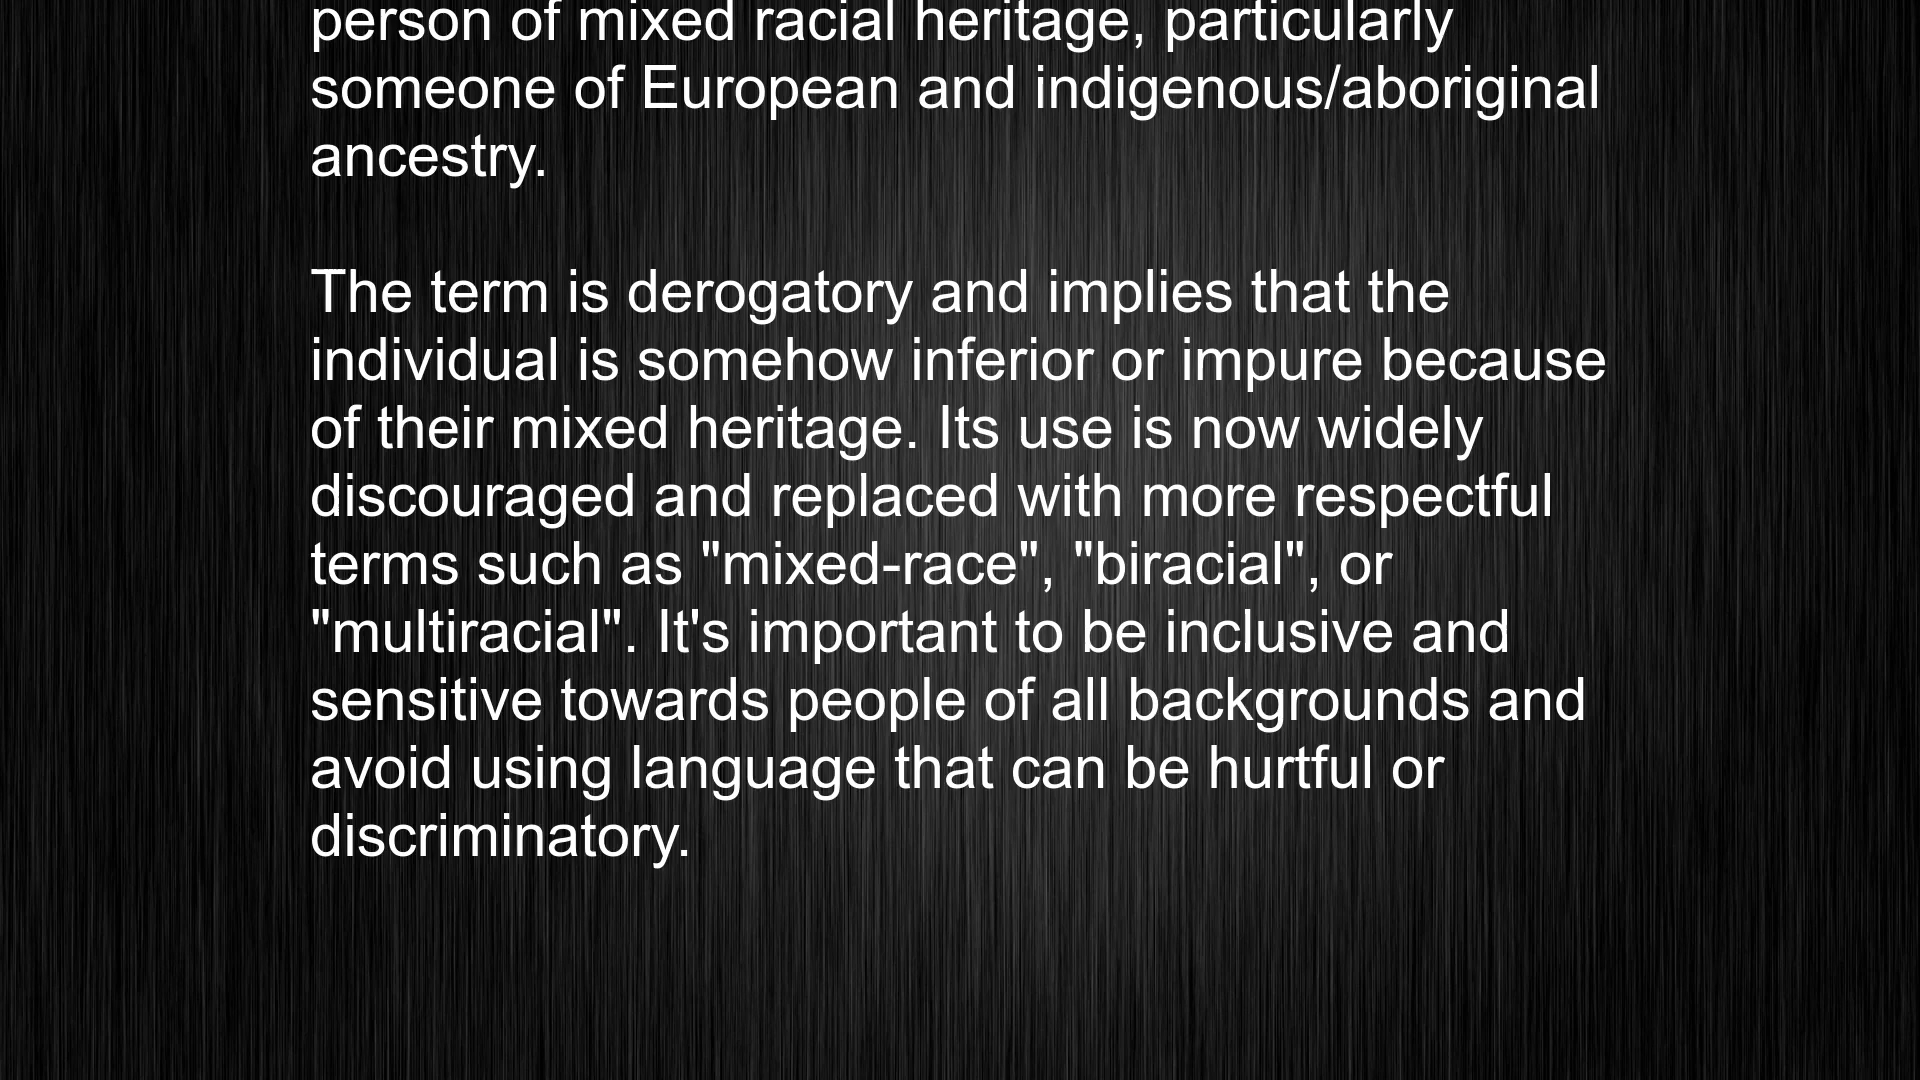 person of mixed racial heritage, particularly
someone of European and indigenous/aboriginal
ancestry.
The term is derogatory and implies that the
individual is somehow inferior or impure because
of their mixed heritage. Its use is now widely
discouraged and replaced with more respectful
terms such as "mixed-race", "biracial", or
"multiracial". It's important to be inclusive and
sensitive towards people of all backgrounds and
avoid using language that can be hurtful or
discriminatory.